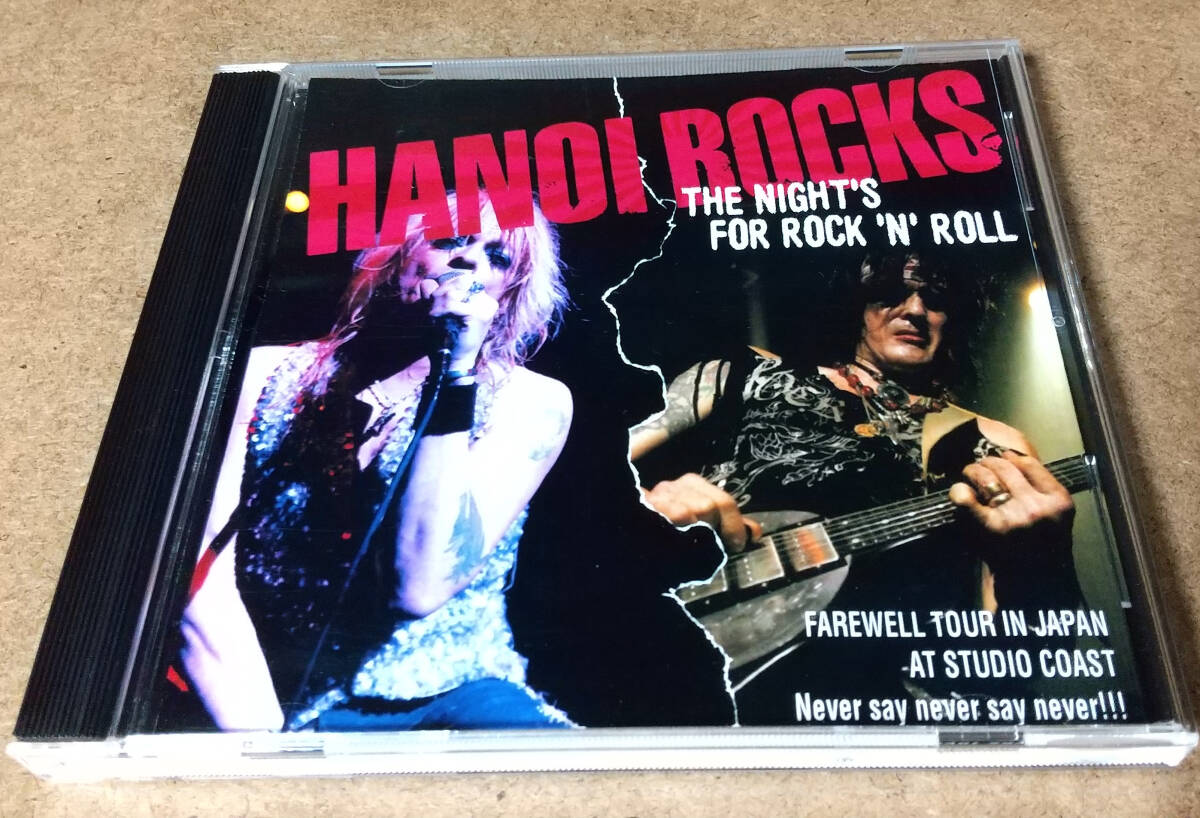 HANOI ROCKS
THE NIGHT'S
FOR ROCK 'N' ROLL
FAREWELL TOUR IN JAPAN
AT STUDIO COAST
Never say never say never!!!